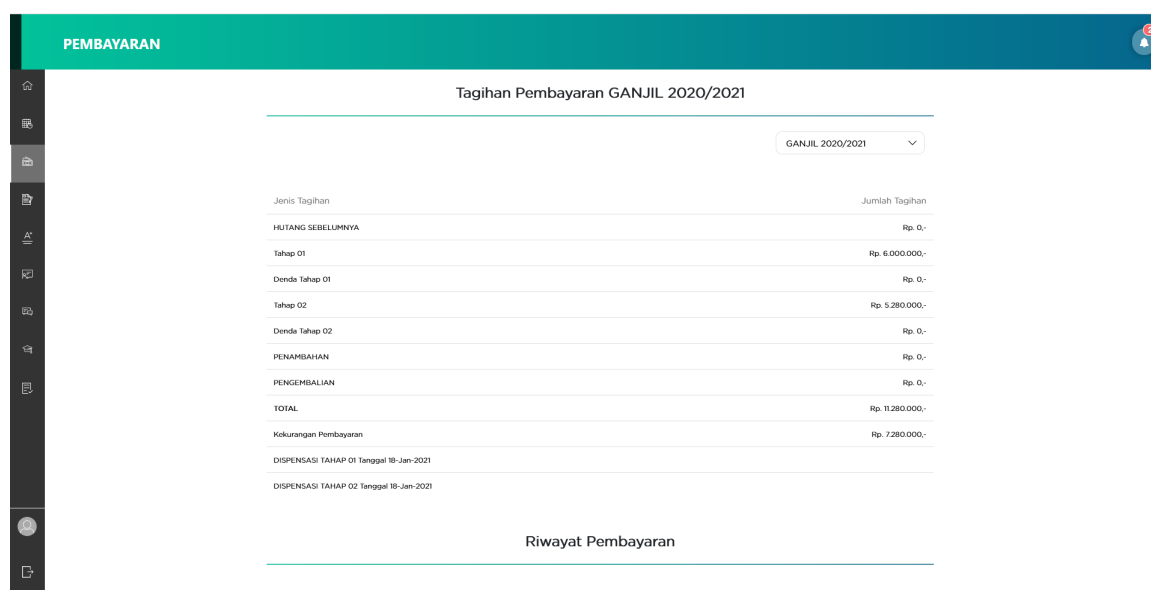 PEMBAYARAN
2
Tagihan Pembayaran GANJIL 2020/2021
GANJIL 2020/2021
Jenis Tagihan Jumlah Tagihan
HUTANG SEBELUMNYA Rp. 0,-
Tahap 01 Rp. 6.000.000,-
Denda Tahap 01 Rp. 0,-
Tahap 02 Rp. 5.280.000,-
Denda Tahap 02 Rp. 0,-
PENAMBAHAN Rp. 0,-
PENGEMBALIAN Rp. 0,-
TOTAL Rp. 11.280.000,-
Kekurangan Pembayaran Rp. 7.280.000,-
DISPENSASI TAHAP 01 Tanggal 18-Jan-2021
DISPENSASI TAHAP 02 Tanggal 18-Jan-2021
Riwayat Pembayaran